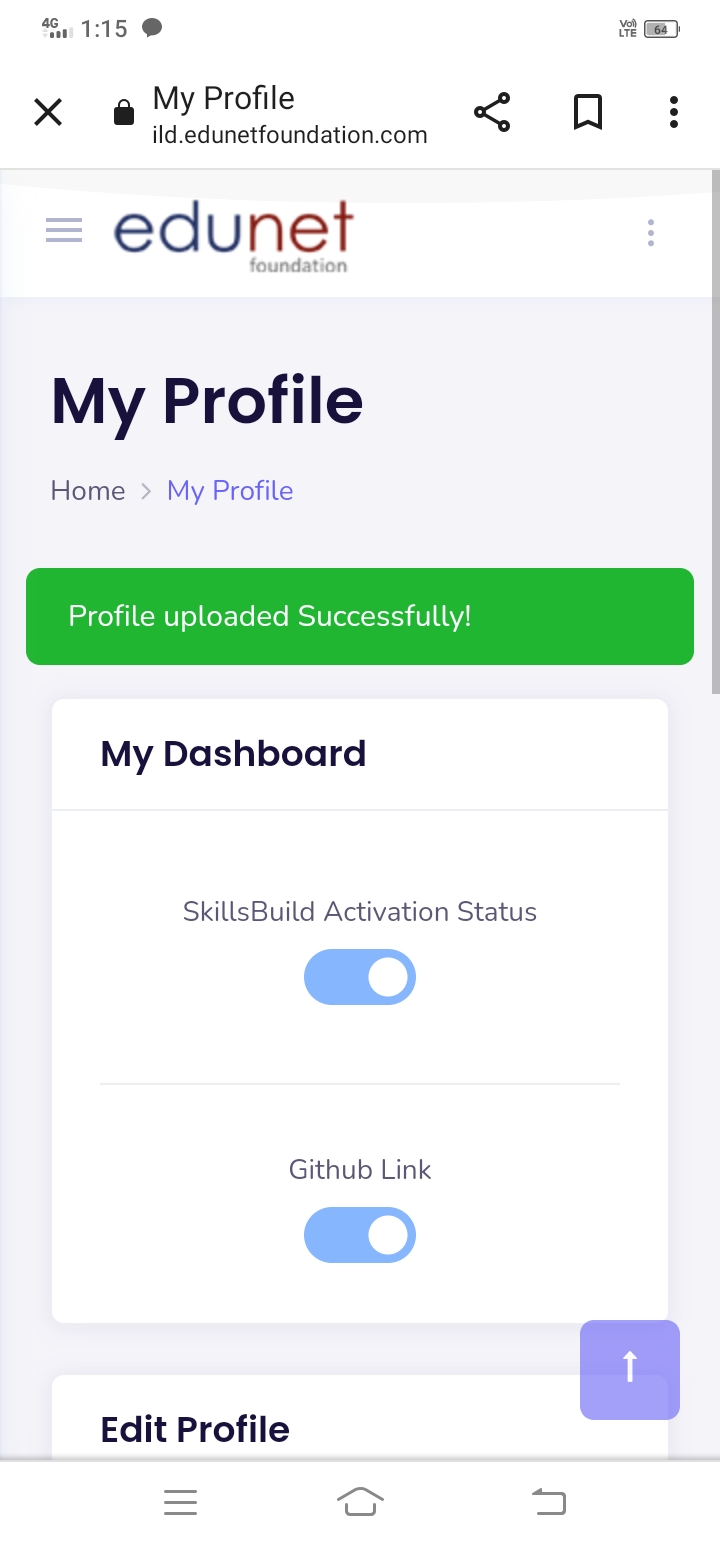 4G 1:15 Vo) LTE 64
My Profile
ild.edunetfoundation.com
edunet
foundation
My Profile
Home > My Profile
Profile uploaded Successfully!
My Dashboard
SkillsBuild Activation Status
Github Link
Edit Profile